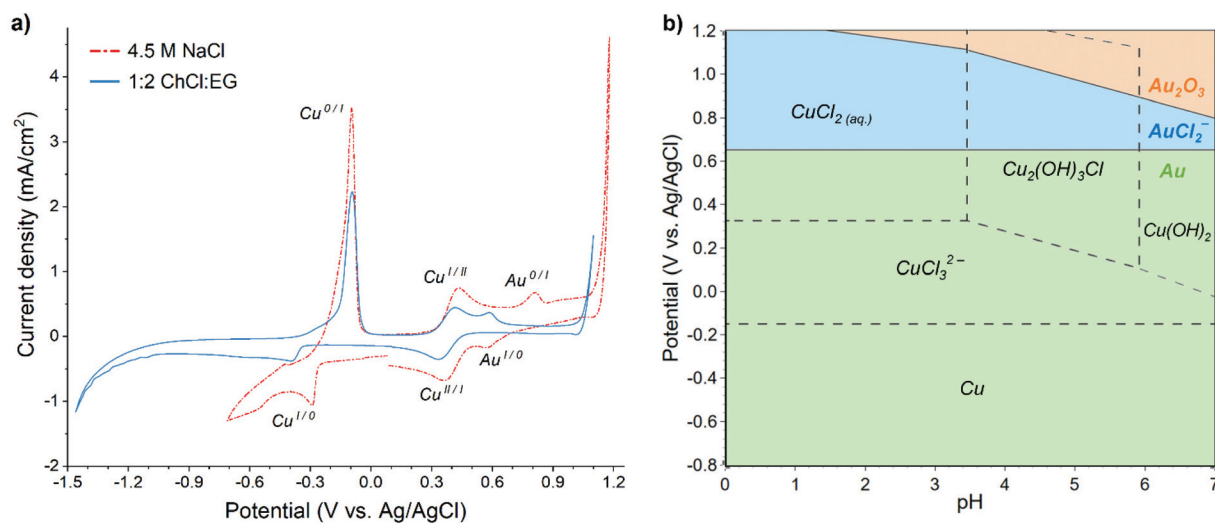 a)
4.5 M NaCl
1:2 ChCl:EG
Cu0/I
CuI/II
Au0/I
AuI/0
CuII/I
CuI/0
Current density (mA/cm2)
4
3
2
1
0
-1
-2
-1.5 -1.2 -0.9 -0.6 -0.3 0.0 0.3 0.6 0.9 1.2
Potential (V vs. Ag/AgCl)
b)
Potential (V vs. Ag/AgCl)
1.2
1.0
0.8
0.6
0.4
0.2
0.0
-0.2
-0.4
-0.6
-0.8
Au2O3
CuCl2 (aq.)
AuCl2−
Cu2(OH)3Cl
Au
Cu(OH)2
CuCl32−
Cu
0 1 2 3 4 5 6 7
pH